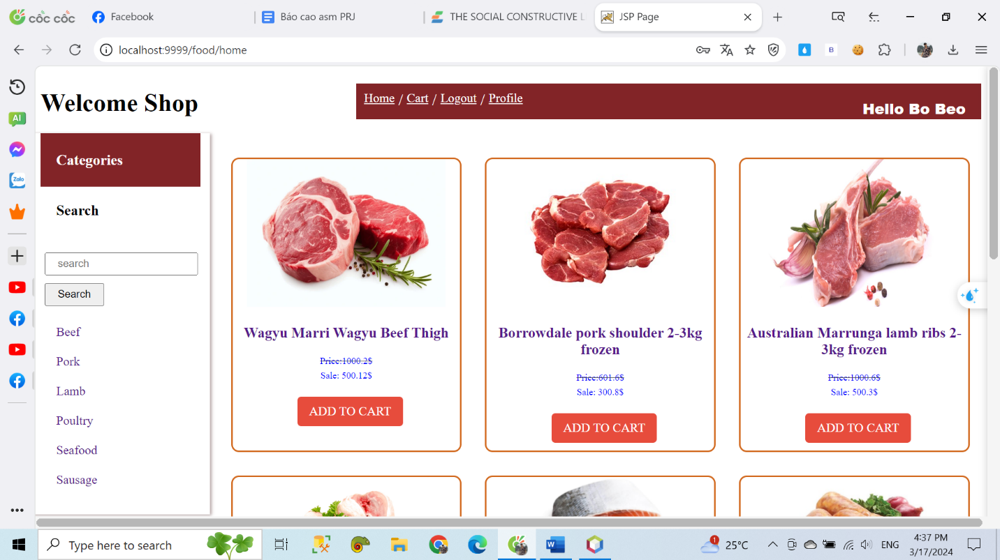 cốc cốc
Facebook
Báo cao asm PRJ
THE SOCIAL CONSTRUCTIVE L
JSP Page
localhost:9999/food/home
B
AI
Zalo
Welcome Shop
Home / Cart / Logout / Profile
Hello Bo Beo
Categories
Search
search
Search
Beef
Pork
Lamb
Poultry
Seafood
Sausage
Wagyu Marri Wagyu Beef Thigh
Price:1000.2$
Sale: 500.12$
ADD TO CART
Borrowdale pork shoulder 2-3kg
frozen
Price:601.6$
Sale: 300.8$
ADD TO CART
Australian Marrunga lamb ribs 2-
3kg frozen
Price:1000.6$
Sale: 500.3$
ADD TO CART
Type here to search
1
25°C
ENG
4:37 PM
3/17/2024